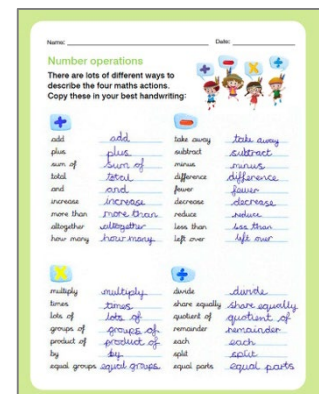 Name: Date:
Number operations
There are lots of different ways to
describe the four maths actions.
Copy these in your best handwriting:
+ - × ÷
+
add add
plus plus
sum of sum of
total total
and and
increase increase
more than more than
altogether altogether
how many how many
-
take away take away
subtract subtract
minus minus
difference difference
fewer fewer
decrease decrease
reduce reduce
less than less than
left over left over
×
multiply multiply
times times
lots of lots of
groups of groups of
product of product of
by by
equal groups equal groups
÷
divide divide
share equally share equally
quotient of quotient of
remainder remainder
each each
split split
equal parts equal parts